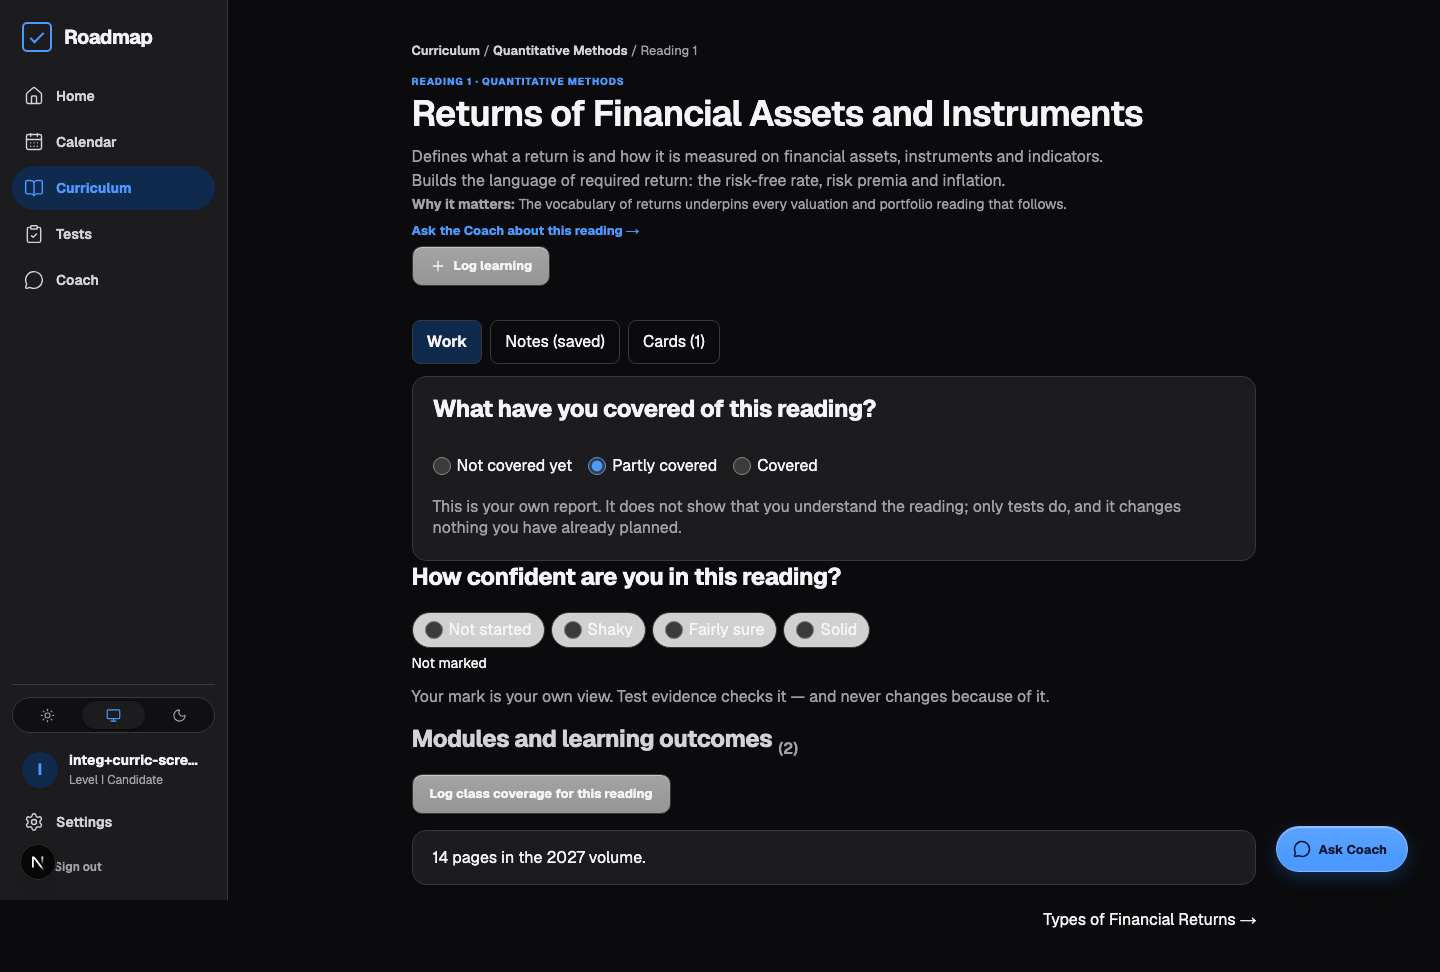 Roadmap
Home
Calendar
Curriculum
Tests
Coach
integ+curric-scre...
Level I Candidate
Settings
N
Sign out
Curriculum / Quantitative Methods / Reading 1
READING 1 · QUANTITATIVE METHODS
Returns of Financial Assets and Instruments
Defines what a return is and how it is measured on financial assets, instruments and indicators.
Builds the language of required return: the risk-free rate, risk premia and inflation.
Why it matters: The vocabulary of returns underpins every valuation and portfolio reading that follows.
Ask the Coach about this reading →
+ Log learning
Work
Notes (saved)
Cards (1)
What have you covered of this reading?
Not covered yet
Partly covered
Covered
This is your own report. It does not show that you understand the reading; only tests do, and it changes
nothing you have already planned.
How confident are you in this reading?
Not started
Shaky
Fairly sure
Solid
Not marked
Your mark is your own view. Test evidence checks it — and never changes because of it.
Modules and learning outcomes (2)
Log class coverage for this reading
14 pages in the 2027 volume.
Types of Financial Returns →
Ask Coach
I